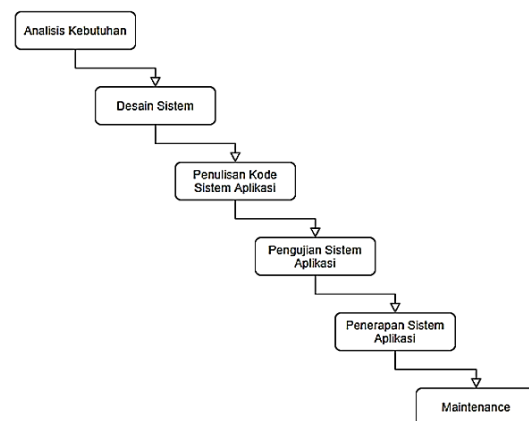 Analisis Kebutuhan
Desain Sistem
Penulisan Kode
Sistem Aplikasi
Pengujian Sistem
Aplikasi
Penerapan Sistem
Aplikasi
Maintenance